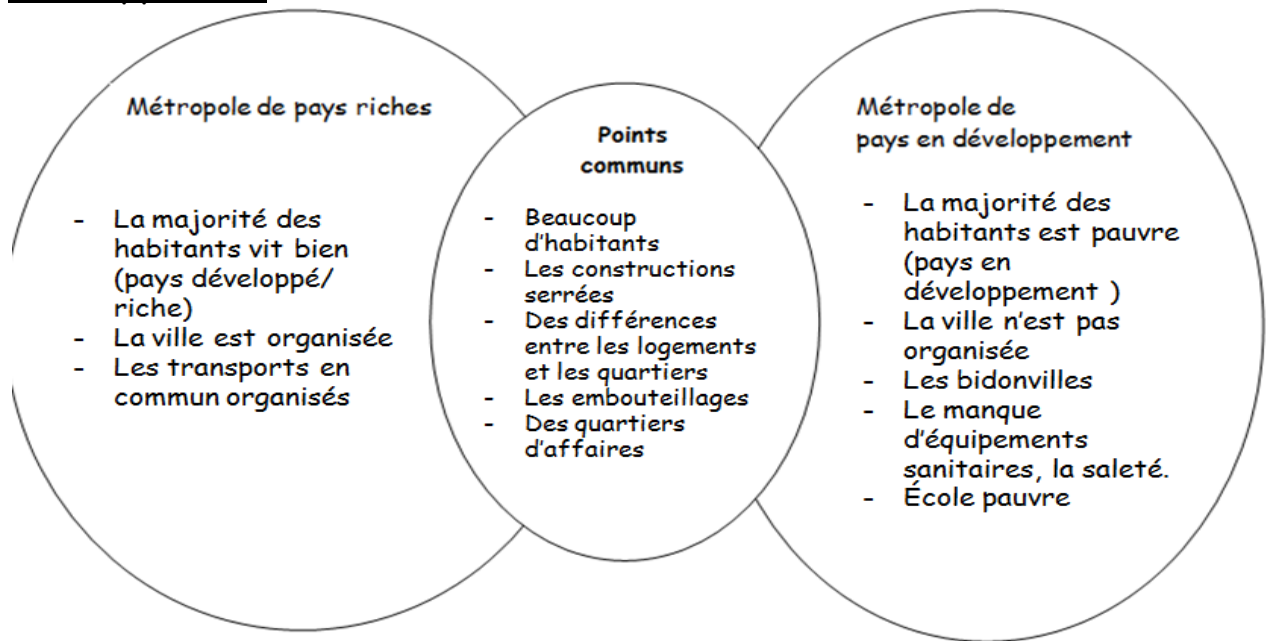 Métropole de pays riches
- La majorité des
habitants vit bien
(pays développé/
riche)
- La ville est organisée
- Les transports en
commun organisés
Points
communs
- Beaucoup
d'habitants
- Les constructions
serrées
- Des différences
entre les logements
et les quartiers
- Les embouteillages
- Des quartiers
d'affaires
Métropole de
pays en développement
- La majorité des
habitants est pauvre
(pays en
développement )
- La ville n'est pas
organisée
- Les bidonvilles
- Le manque
d'équipements
sanitaires, la saleté.
- École pauvre